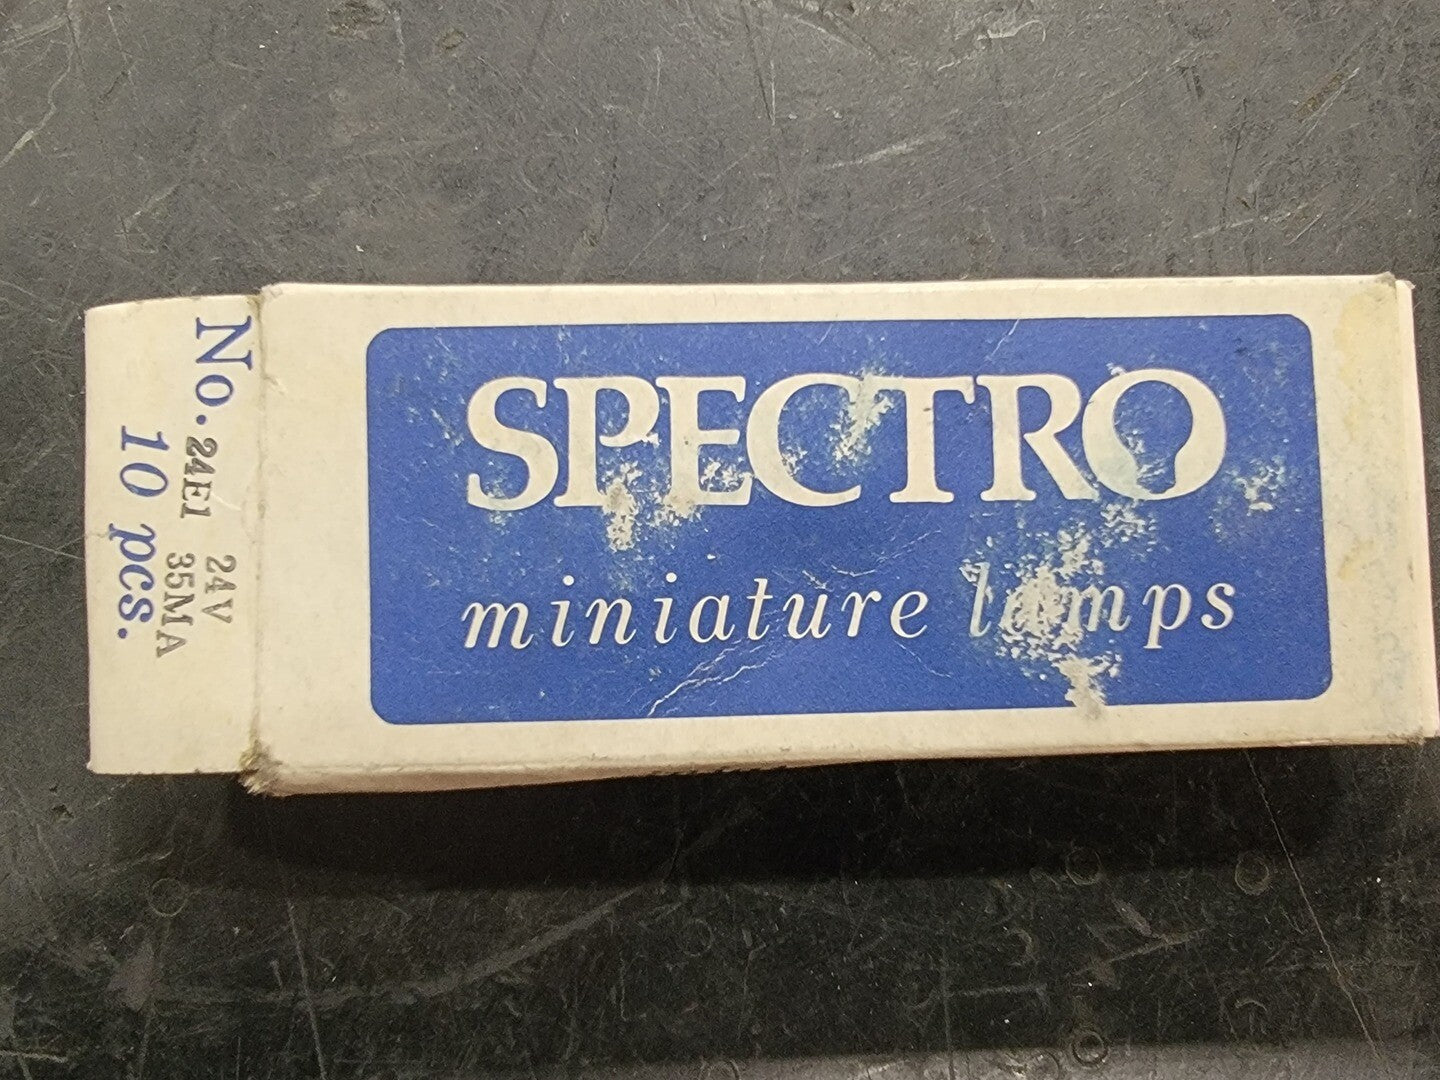 SPECTRO
miniature lamps
No. 24E1 24V
35MA
10 pcs.